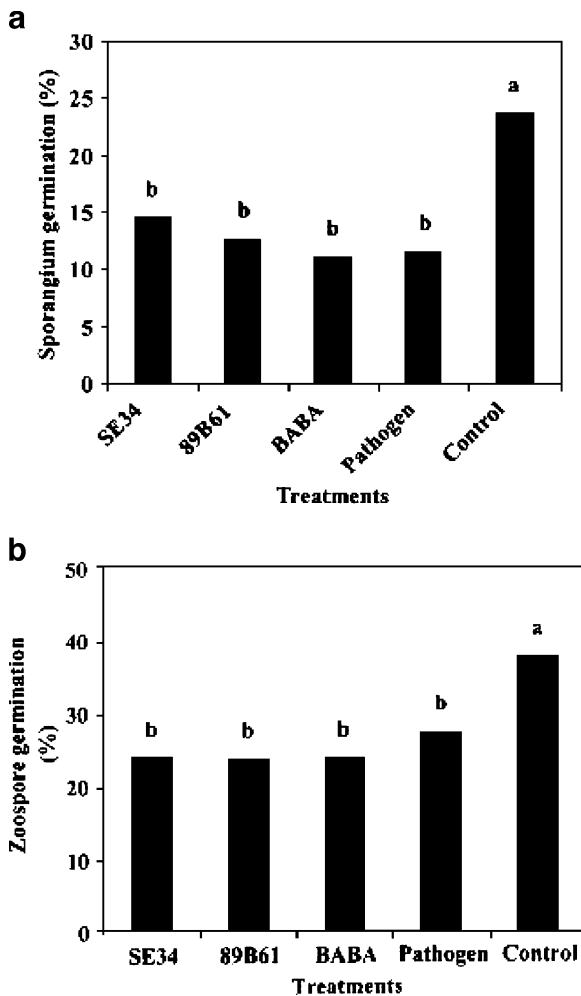 a
30
25
20
15
10
5
0
Sporangium germination (%)
b
b
b
b
a
SE34
89B61
BABA
Pathogen
Control
Treatments
b
50
40
30
20
10
0
Zoospore germination
(%)
b
b
b
b
a
SE34 89B61 BABA Pathogen Control
Treatments